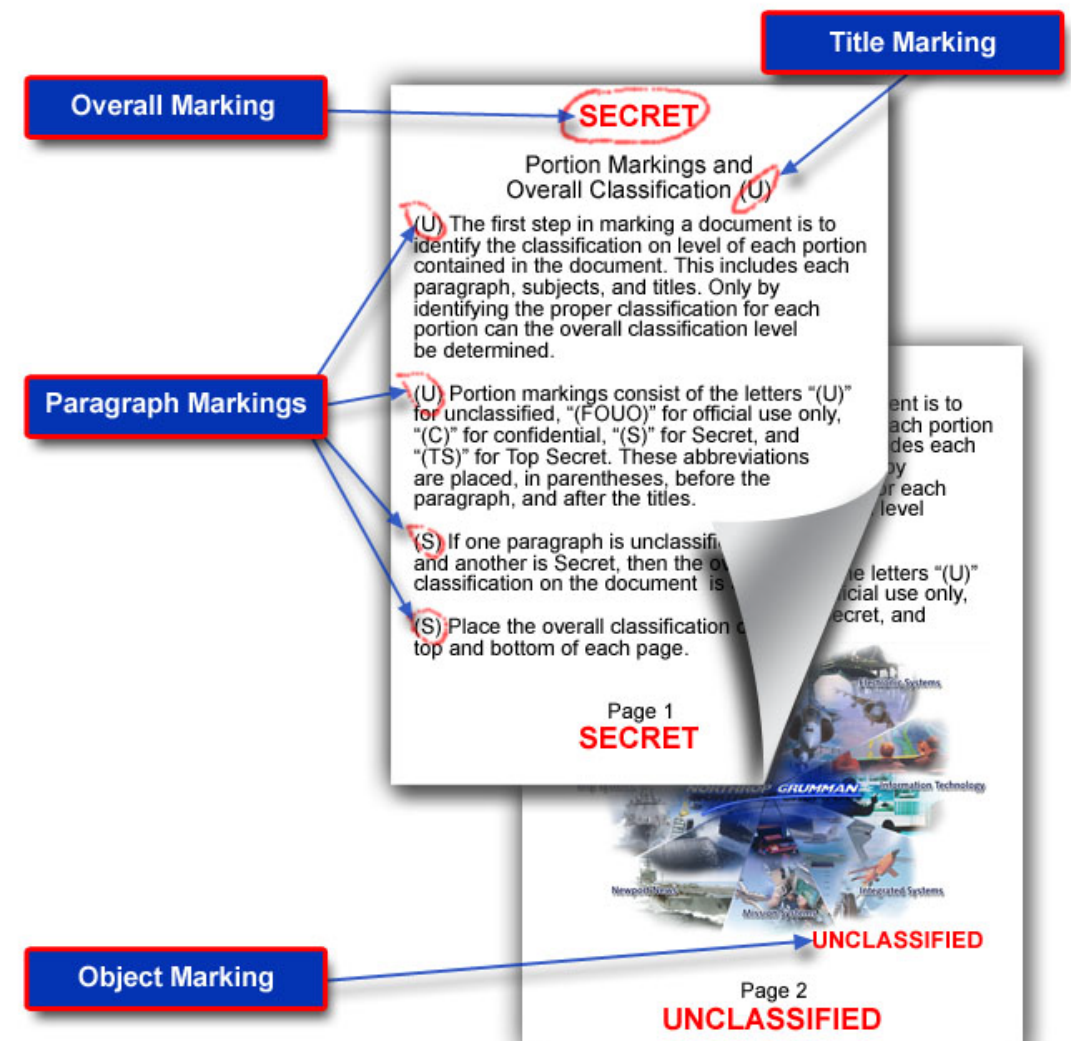 Title Marking
Overall Marking
SECRET
Portion Markings and
Overall Classification (U)
(U) The first step in marking a document is to
identify the classification on level of each portion
contained in the document. This includes each
paragraph, subjects, and titles. Only by
identifying the proper classification for each
portion can the overall classification level
be determined.
Paragraph Markings
(U) Portion markings consist of the letters “(U)”
for unclassified, “(FOUO)” for official use only,
“(C)” for confidential, “(S)” for Secret, and
“(TS)” for Top Secret. These abbreviations
are placed, in parentheses, before the
paragraph, and after the titles.
(S) If one paragraph is
and another is Secret, then the
classification on the document is
(S) Place the overall classification
top and bottom of each page.
Page 1
SECRET
is to
portion
each
each
level
letters “(U)”
use only,
and
Electronic Systems
NORTHROP GRUMMAN
Information Technology
Newport News
Integrated Systems
Mission Systems
UNCLASSIFIED
Object Marking
Page 2
UNCLASSIFIED